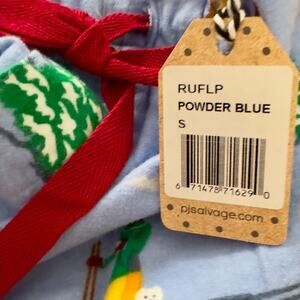 RUFLP
POWDER BLUE
S
6 71478 71629 0
pjsalvage.com